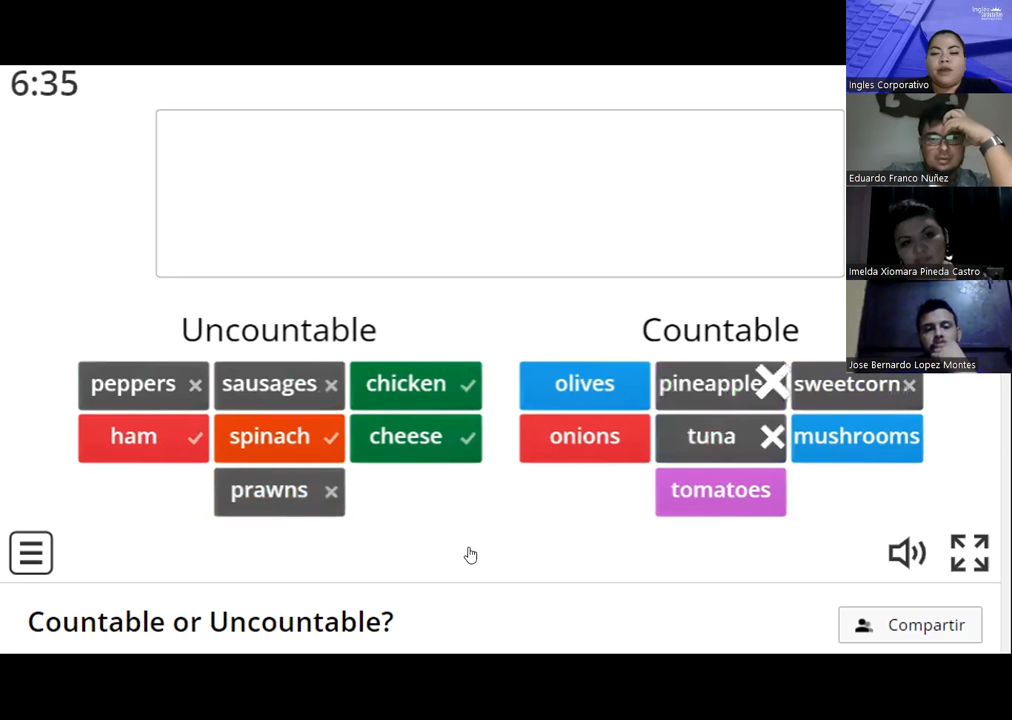 6:35
Ingles Corporativo
Eduardo Franco Nuñez
Imelda Xiomara Pineda Castro
Jose Bernardo Lopez Montes
Uncountable
Countable
peppers sausages chicken
olives pineapple sweetcorn
ham spinach cheese
onions tuna mushrooms
prawns
tomatoes
Countable or Uncountable?
Compartir